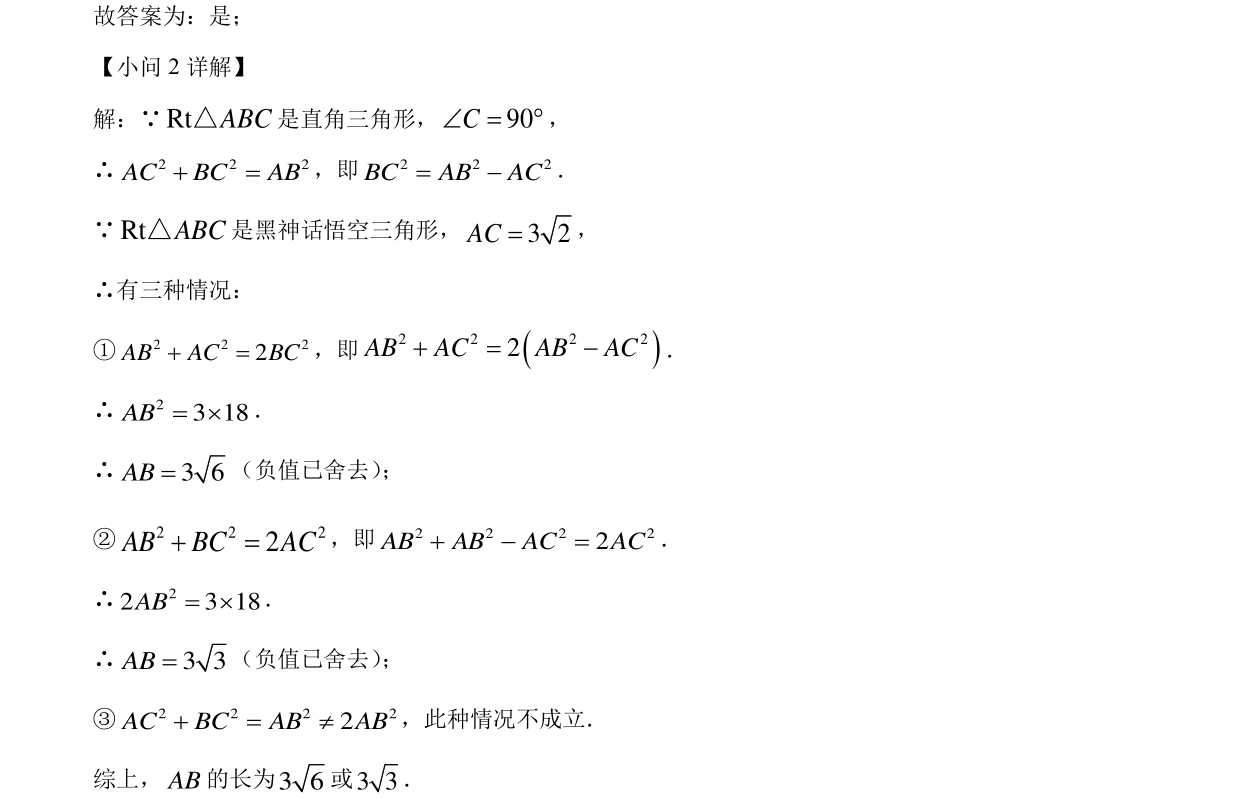 故答案为：是；
【小问 2 详解】
解：∵ Rt△ABC 是直角三角形，∠C = 90°，
∴ AC² + BC² = AB²，即 BC² = AB² − AC²．
∵ Rt△ABC 是黑神话悟空三角形，AC = 3√2，
∴有三种情况：
① AB² + AC² = 2BC²，即 AB² + AC² = 2(AB² − AC²)．
∴ AB² = 3×18．
∴ AB = 3√6（负值已舍去）；
② AB² + BC² = 2AC²，即 AB² + AB² − AC² = 2AC²．
∴ 2AB² = 3×18．
∴ AB = 3√3（负值已舍去）；
③ AC² + BC² = AB² ≠ 2AB²，此种情况不成立．
综上，AB 的长为 3√6 或 3√3．